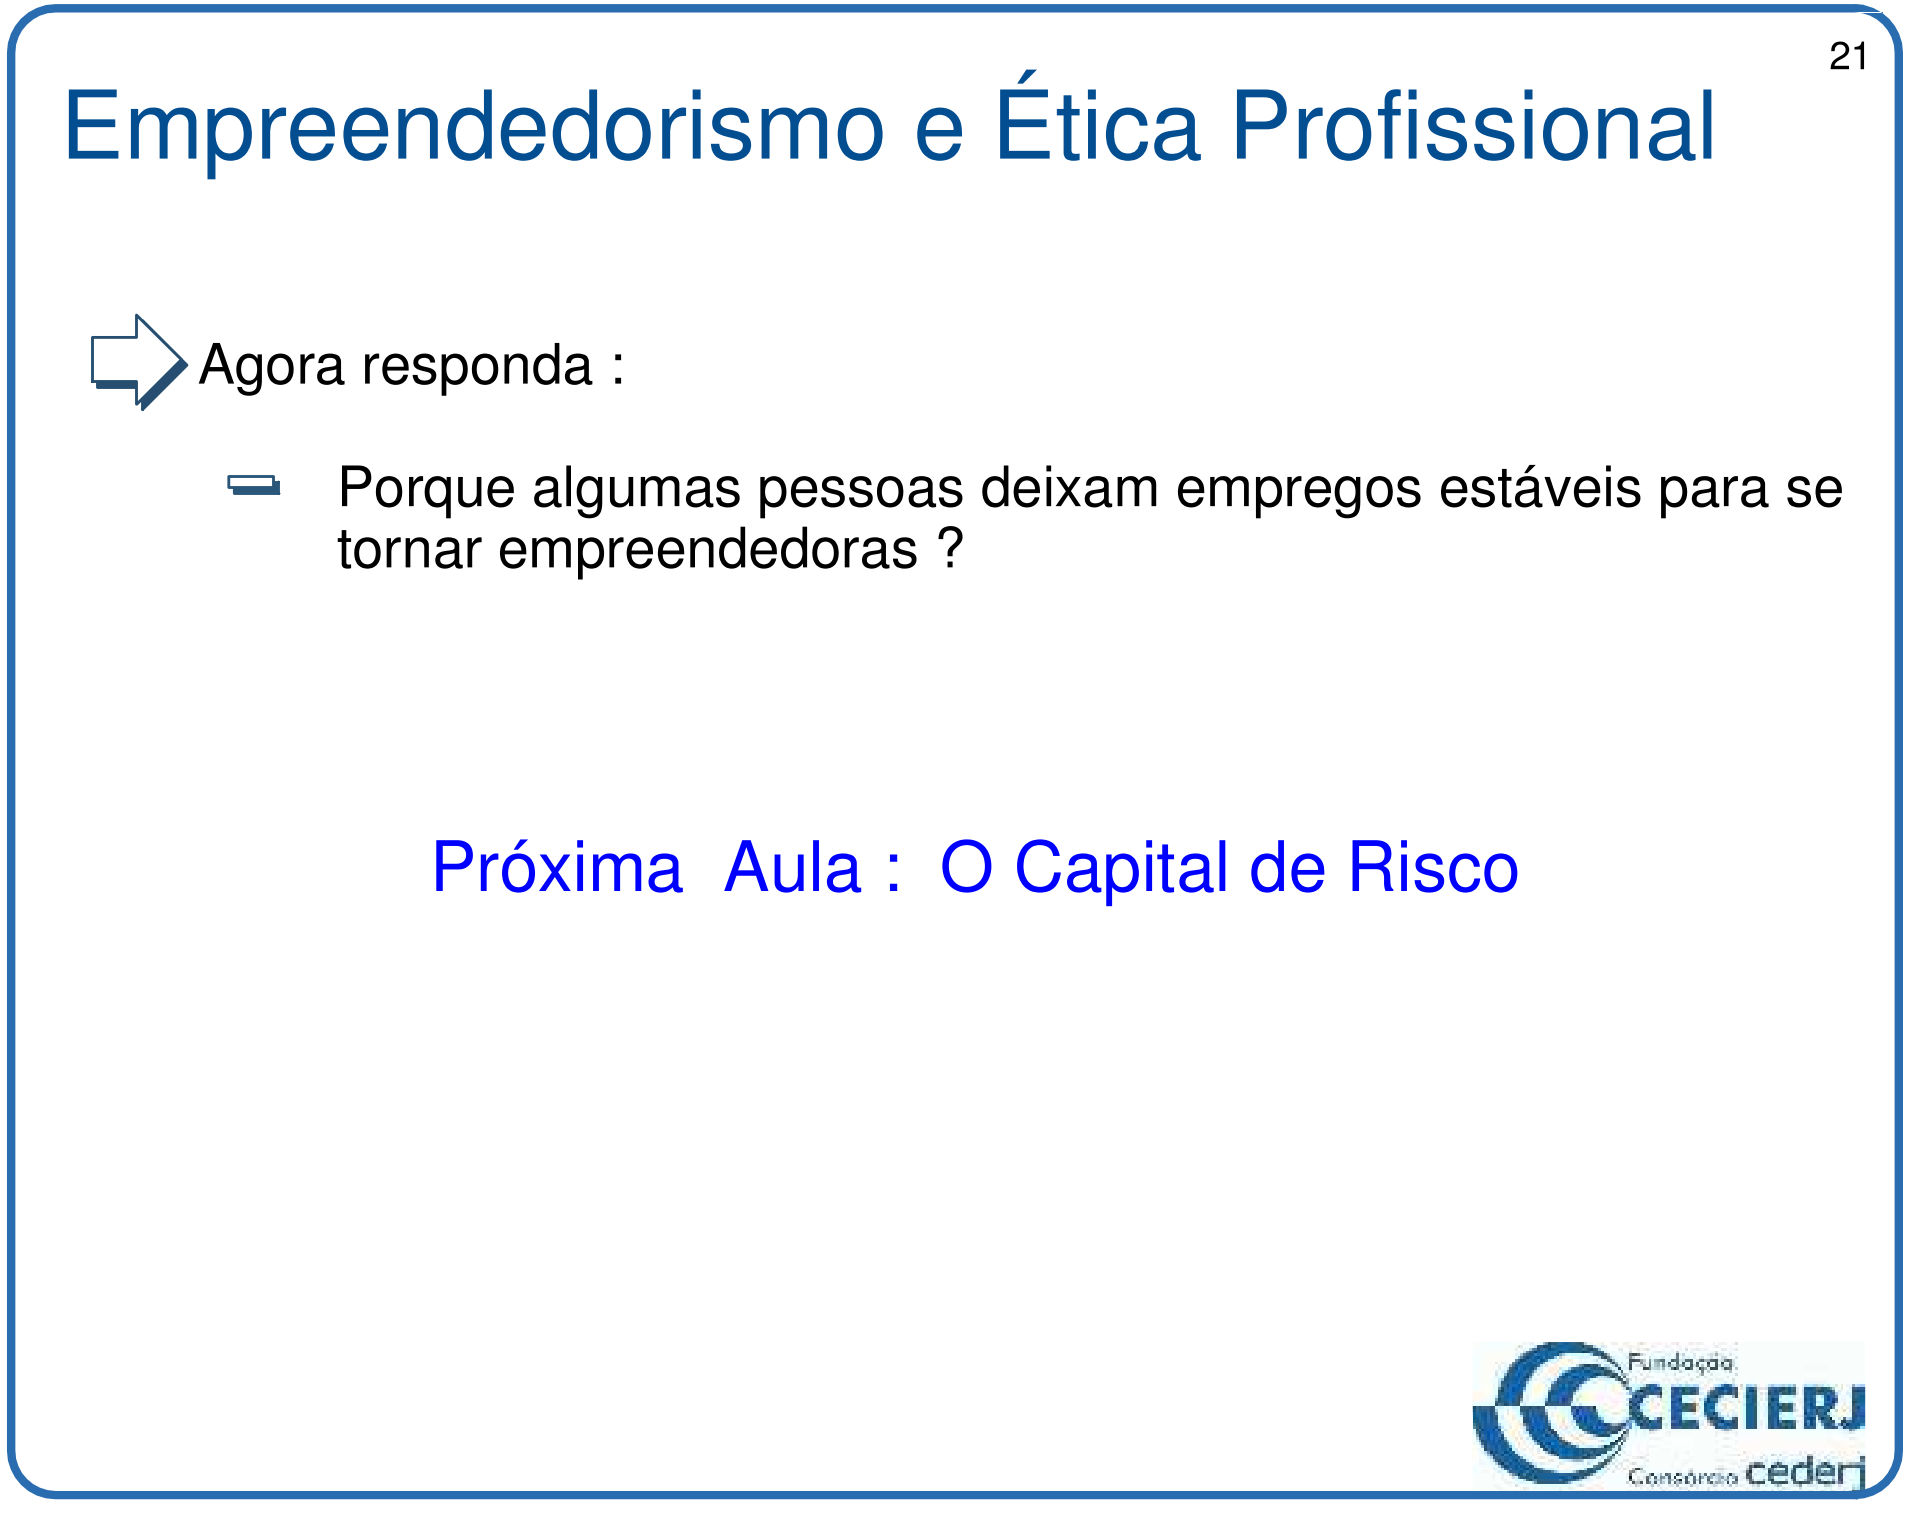 21
Empreendedorismo e Ética Profissional
Agora responda :
Porque algumas pessoas deixam empregos estáveis para se
tornar empreendedoras ?
Próxima Aula : O Capital de Risco
Fundação
CECIERJ
Consórcio cederj